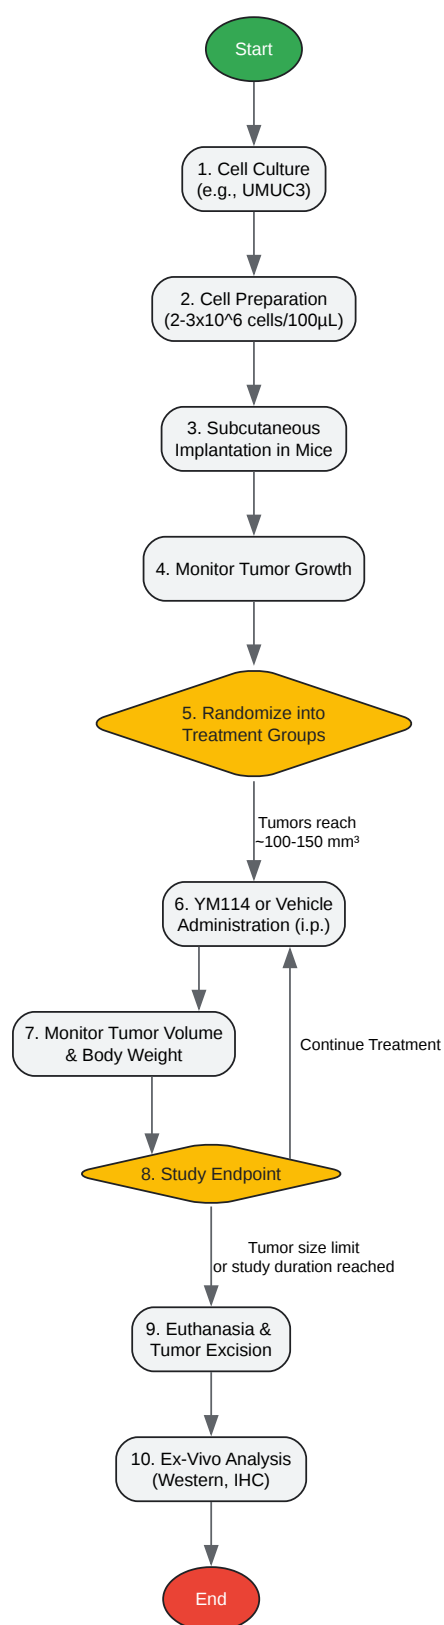 Start
1. Cell Culture
(e.g., UMUC3)
2. Cell Preparation
(2-3x10^6 cells/100µL)
3. Subcutaneous
Implantation in Mice
4. Monitor Tumor Growth
5. Randomize into
Treatment Groups
Tumors reach
~100-150 mm³
6. YM114 or Vehicle
Administration (i.p.)
7. Monitor Tumor Volume
& Body Weight
Continue Treatment
8. Study Endpoint
Tumor size limit
or study duration reached
9. Euthanasia &
Tumor Excision
10. Ex-Vivo Analysis
(Western, IHC)
End